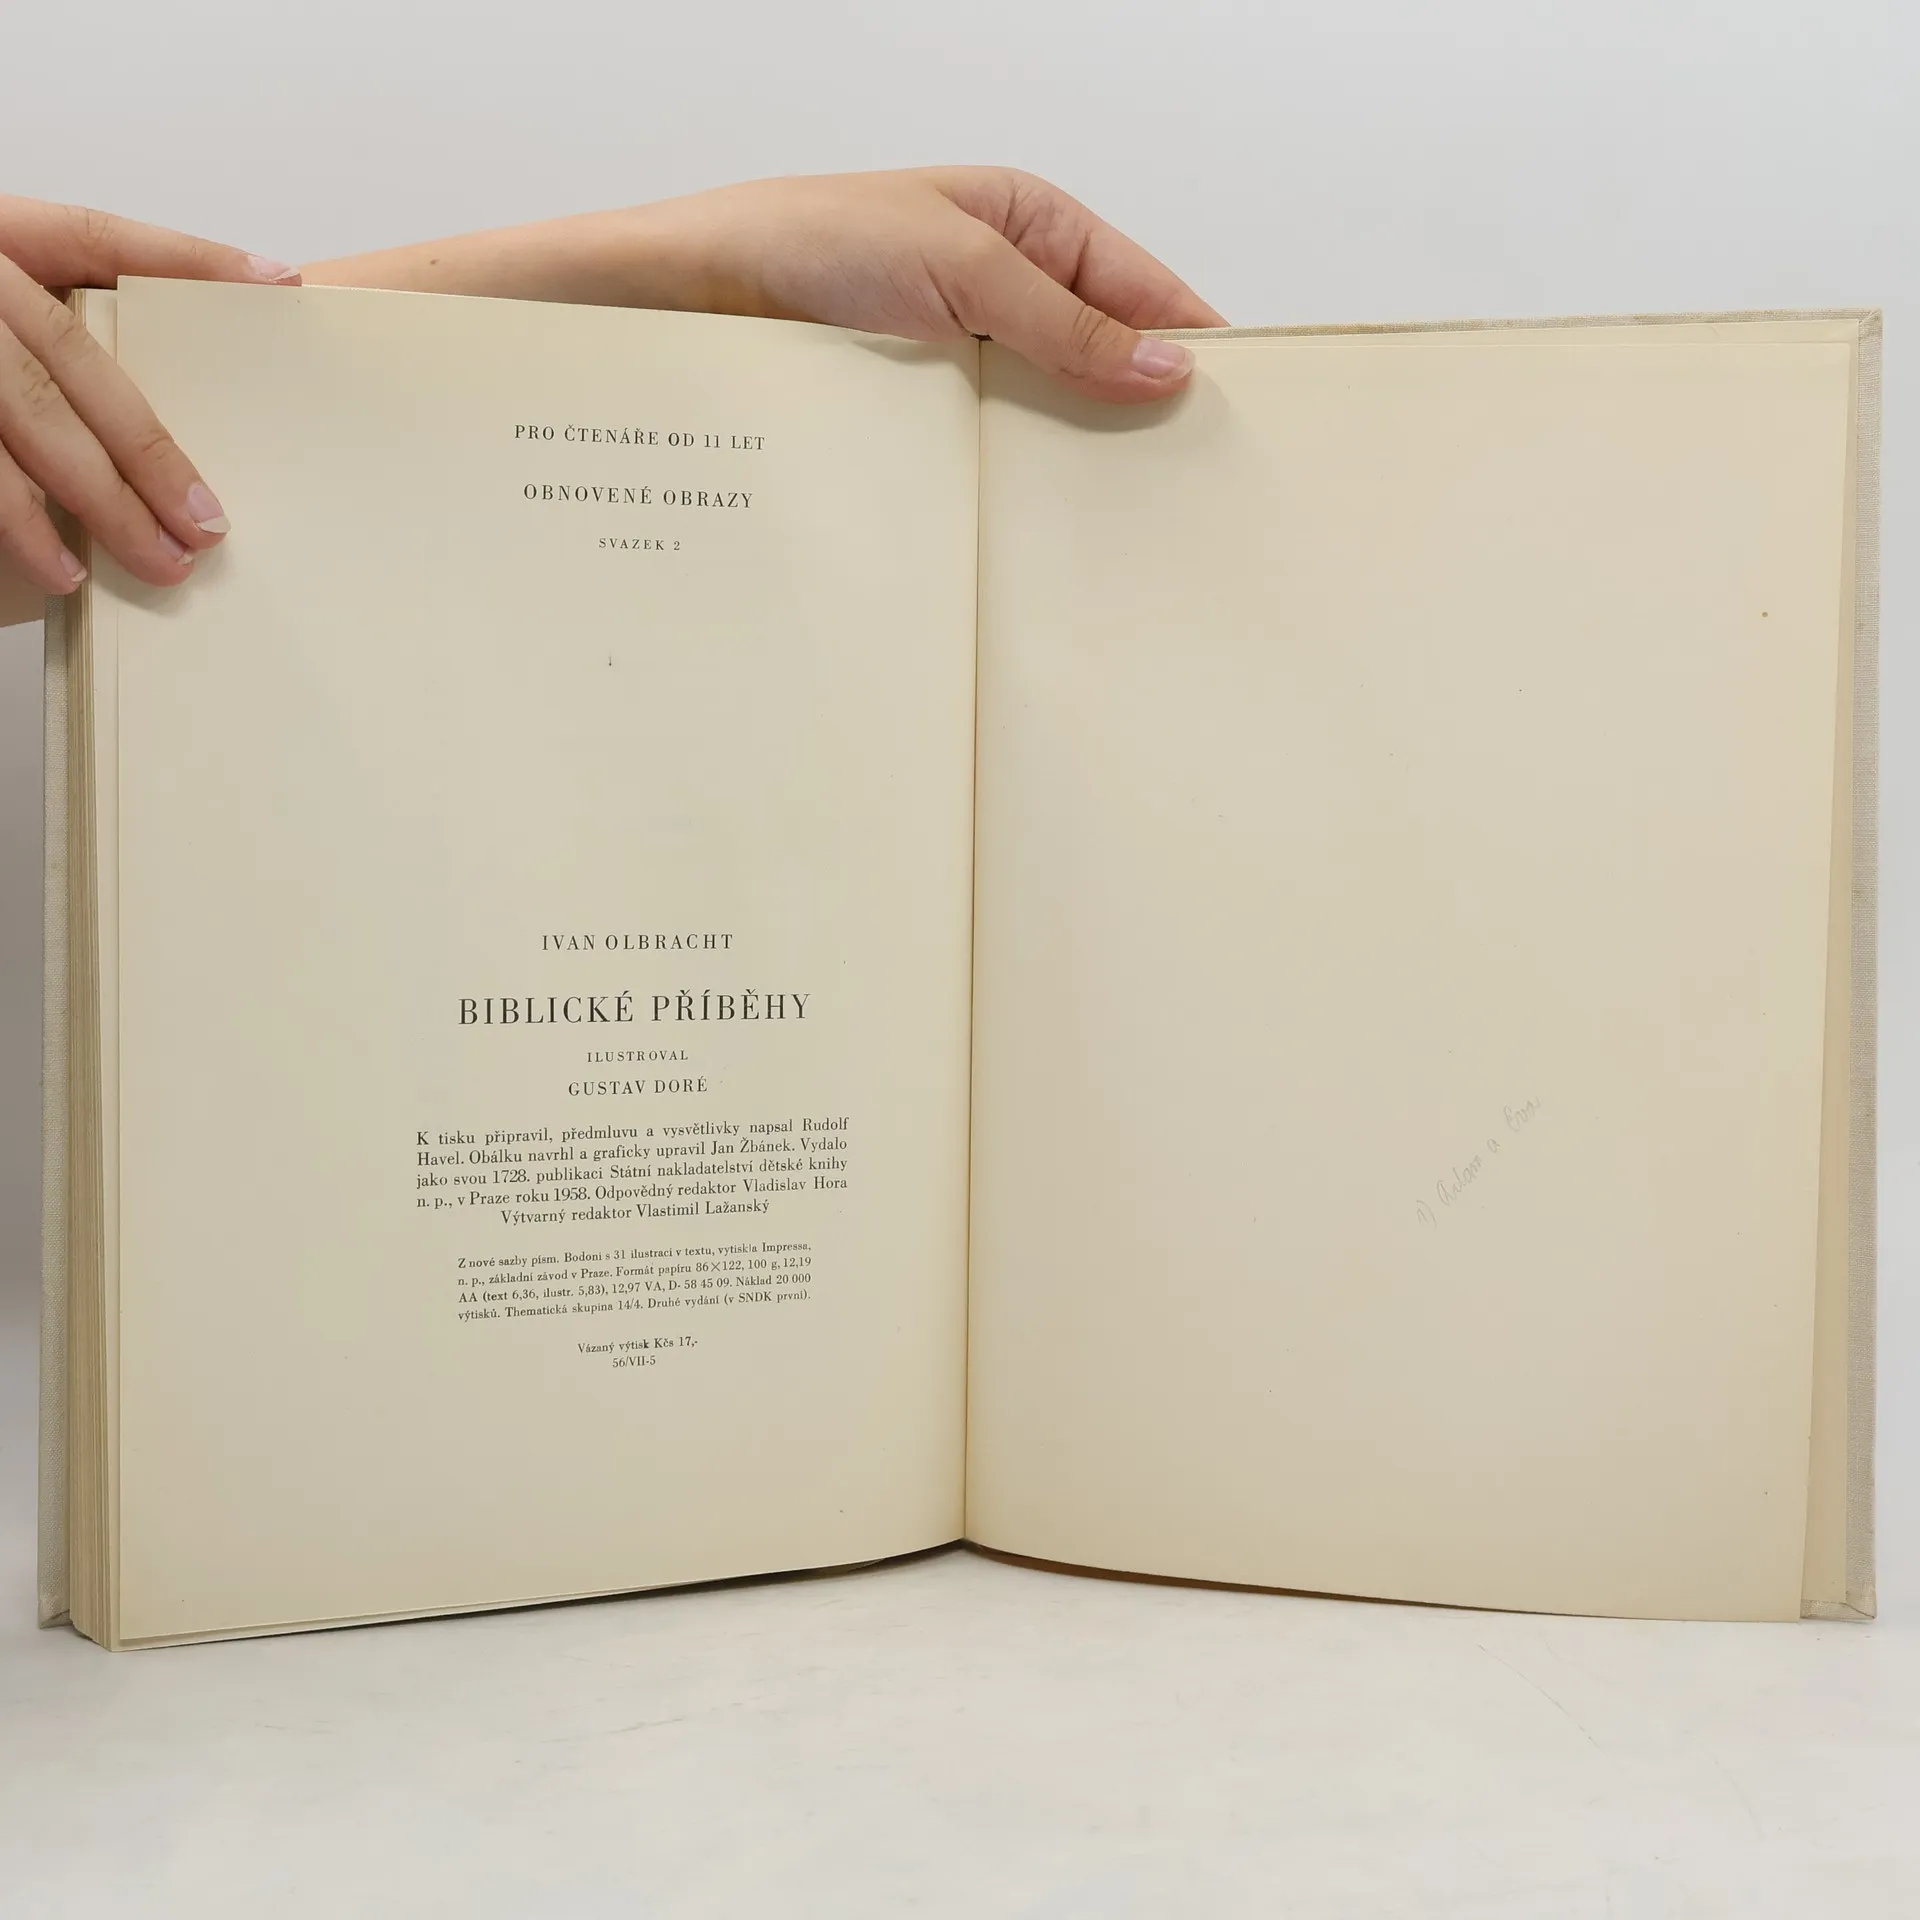 PRO ČTENÁŘE OD 11 LET
OBNOVENÉ OBRAZY
SVAZEK 2
IVAN OLBRACHT
BIBLICKÉ PŘÍBĚHY
ILUSTROVAL
GUSTAV DORÉ
K tisku připravil, předmluvu a vysvětlivky napsal Rudolf
Havel. Obálku navrhl a graficky upravil Jan Žbánek. Vydalo
jako svou 1728. publikaci Státní nakladatelství dětské knihy
n. p., v Praze roku 1958. Odpovědný redaktor Vladislav Hora
Výtvarný redaktor Vlastimil Lažanský
Z nové sazby písm. Bodoni s 31 ilustrací v textu, vytiskla Impressa,
n. p., základní závod v Praze. Formát papíru 86×122, 100 g, 12,19
AA (text 6,36, ilustr. 5,83), 12,97 VA, D- 58 45 09. Náklad 20 000
výtisků. Thematická skupina 14/4. Druhé vydání (v SNDK první).
Vázaný výtisk Kčs 17,-
56/VII-5
1) Adam a Eva